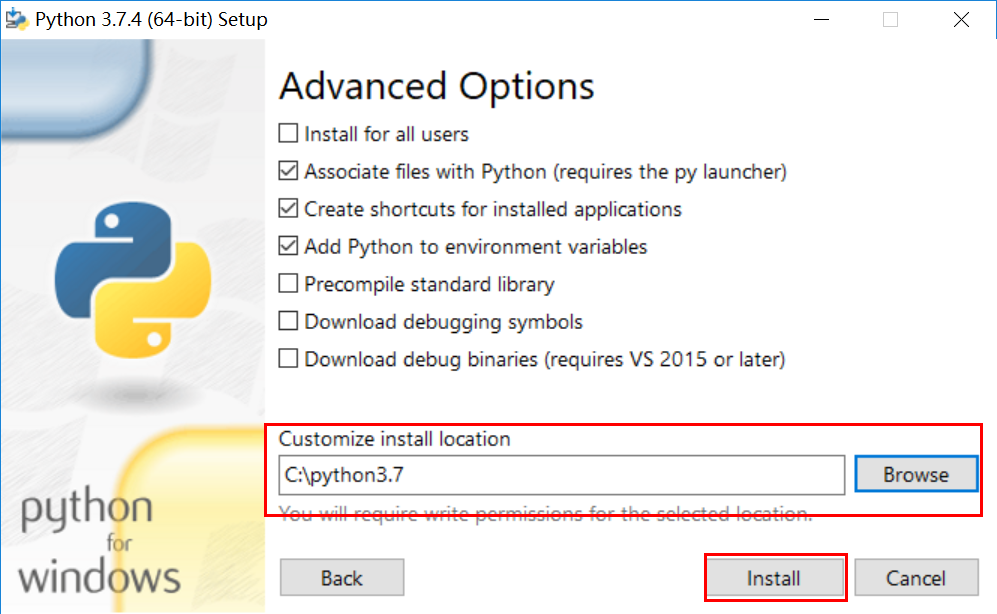 Python 3.7.4 (64-bit) Setup
Advanced Options
Install for all users
Associate files with Python (requires the py launcher)
Create shortcuts for installed applications
Add Python to environment variables
Precompile standard library
Download debugging symbols
Download debug binaries (requires VS 2015 or later)
Customize install location
C:\python3.7
Browse
You will require write permissions for the selected location.
python
for
windows
Back
Install
Cancel